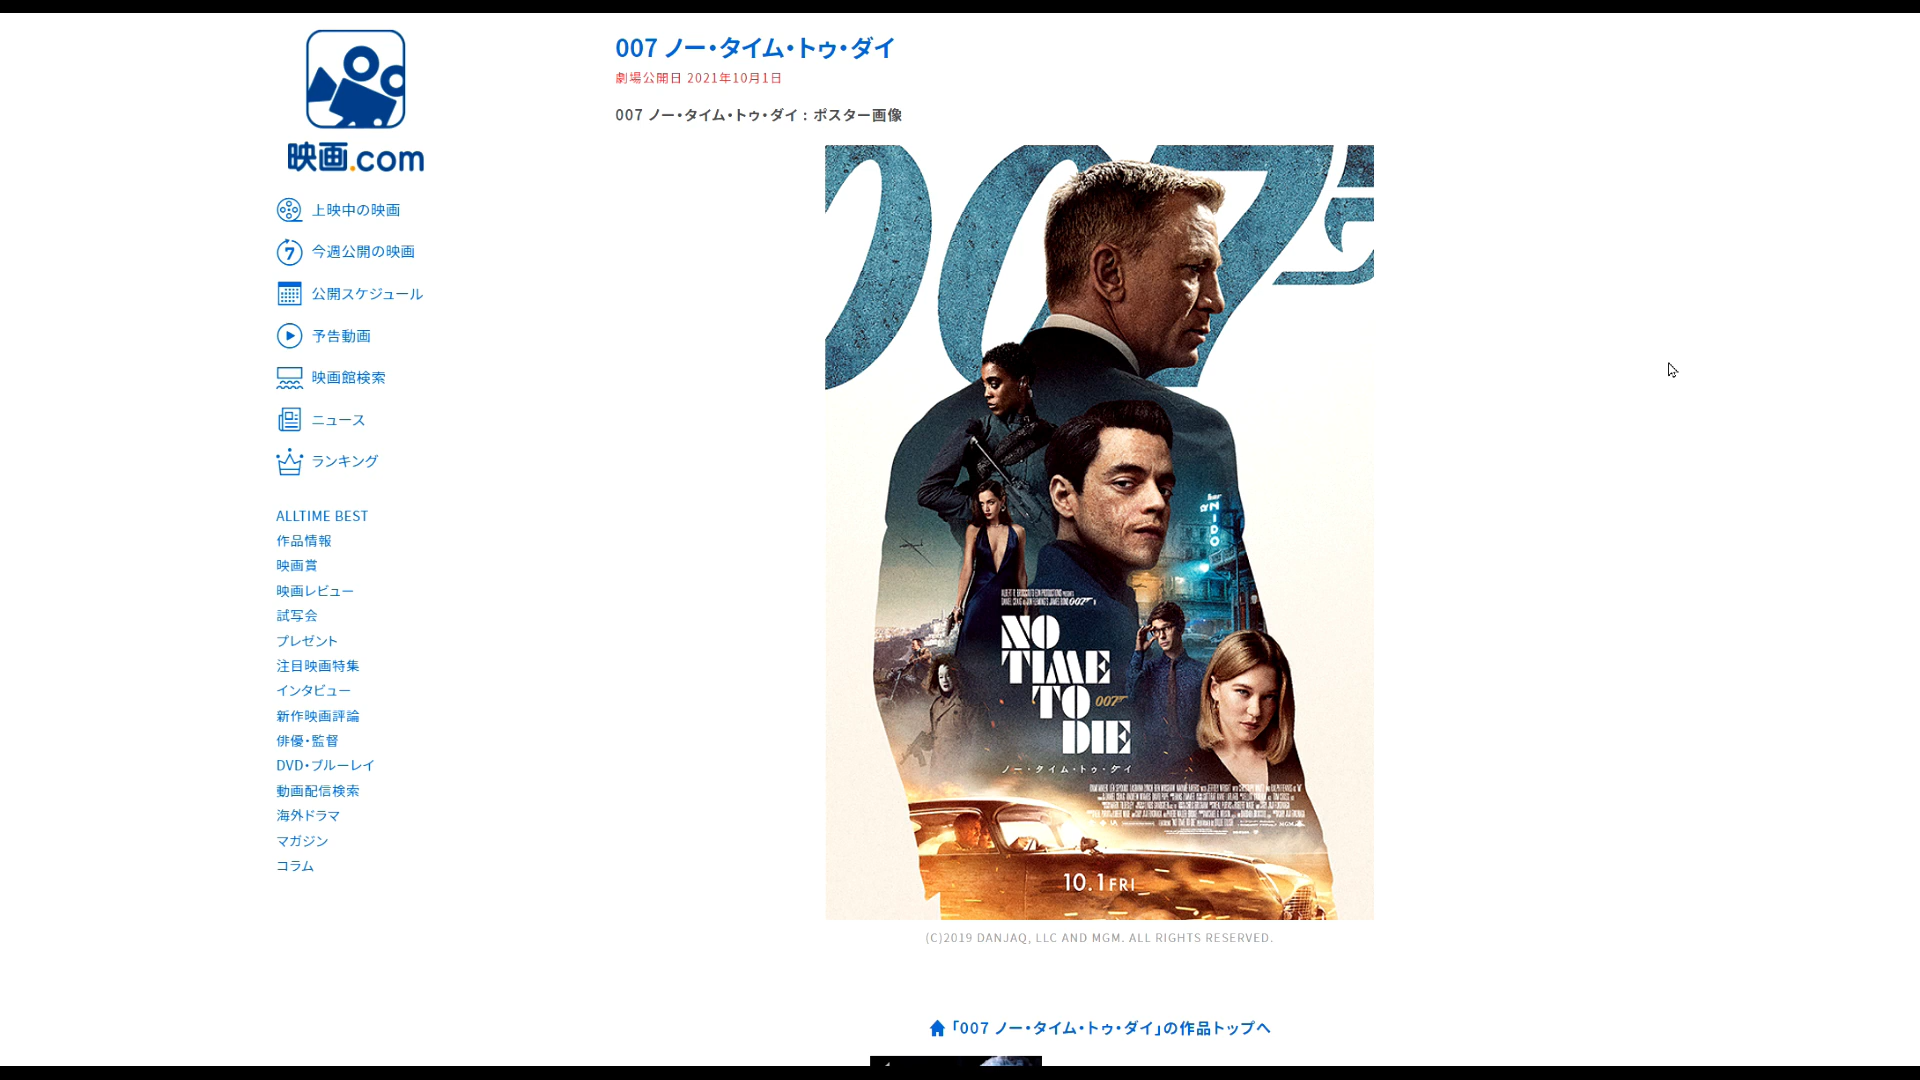 映画.com
上映中の映画
7
今週公開の映画
公開スケジュール
予告動画
映画館検索
ニュース
ランキング
ALLTIME BEST
作品情報
映画賞
映画レビュー
試写会
プレゼント
注目映画特集
インタビュー
新作映画評論
俳優・監督
DVD・ブルーレイ
動画配信検索
海外ドラマ
マガジン
コラム
007 ノー・タイム・トゥ・ダイ
劇場公開日 2021年10月1日
007 ノー・タイム・トゥ・ダイ : ポスター画像
007
007
NO
TIME
TO
007
DIE
ノー・タイム・トゥ・ダイ
10.1 FRI
(C)2019 DANJAQ, LLC AND MGM. ALL RIGHTS RESERVED.
「007 ノー・タイム・トゥ・ダイ」の作品トップへ